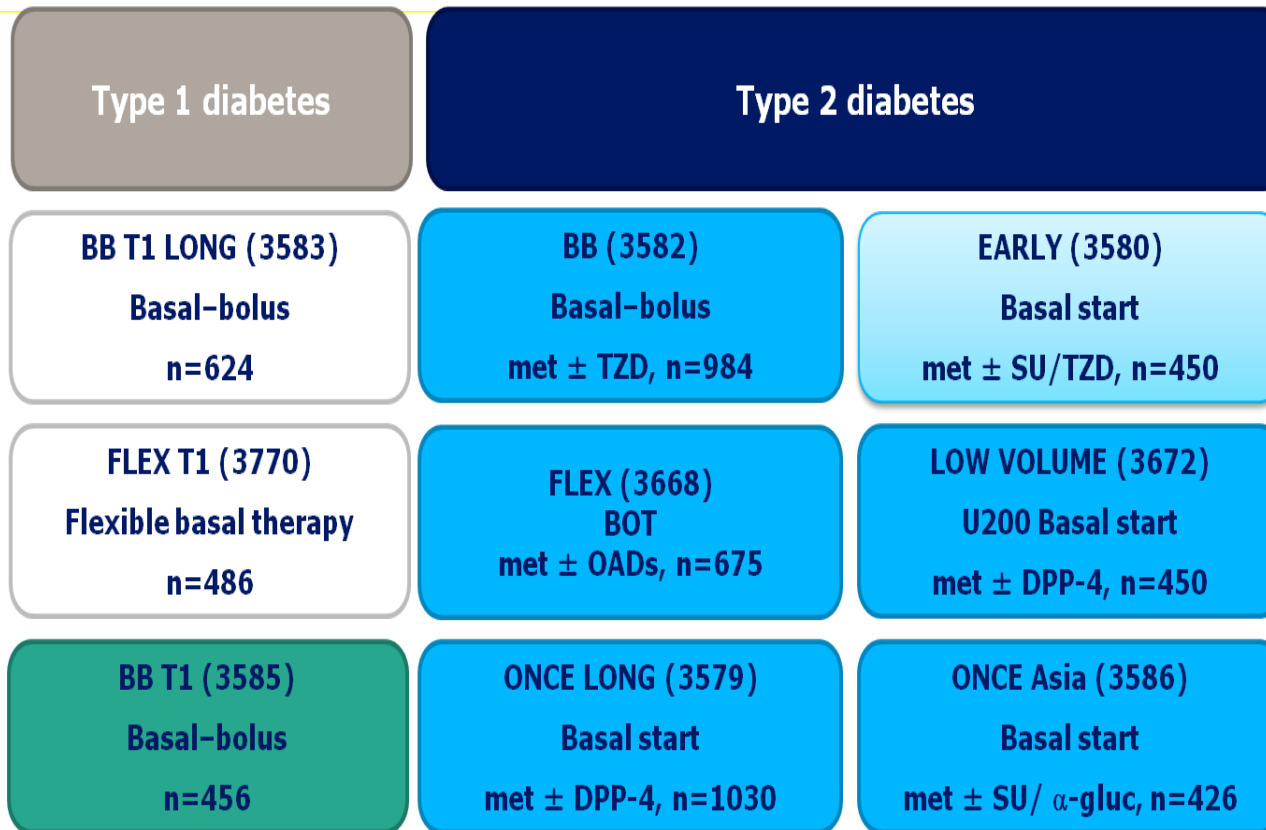 Type 1 diabetes
Type 2 diabetes
BB T1 LONG (3583)
Basal–bolus
n=624
BB (3582)
Basal–bolus
met ± TZD, n=984
EARLY (3580)
Basal start
met ± SU/TZD, n=450
FLEX T1 (3770)
Flexible basal therapy
n=486
FLEX (3668)
BOT
met ± OADs, n=675
LOW VOLUME (3672)
U200 Basal start
met ± DPP-4, n=450
BB T1 (3585)
Basal–bolus
n=456
ONCE LONG (3579)
Basal start
met ± DPP-4, n=1030
ONCE Asia (3586)
Basal start
met ± SU/ α-gluc, n=426